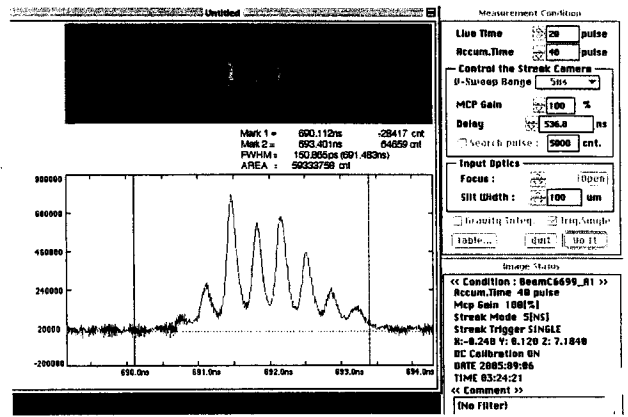 Untitled
Mark 1 = 690.112ns -28417 cnt
Mark 2 = 693.401ns 64659 cnt
FWHM : 150.865ps (691.483ns)
AREA : 59333758 cnt
900000
680000
460000
240000
20000
-200000
690.0ns 691.0ns 692.0ns 693.0ns 694.0ns
Measurement Condition
Live Time 20 pulse
Accum.Time 40 pulse
Control the Streak Camera
U-Sweep Range 5ns
MCP Gain 100 %
Delay 536.0 ns
Search pulse : 5000 cnt.
Input Optics
Focus : Open
Slit Width : 100 um
Gravity Integ. Trig.Single
Table... Quit Do It
Image Status
<< Condition : BeamC6699_A1 >>
Accum.Time 40 pulse
Mcp Gain 100[%]
Streak Mode 5[NS]
Streak Trigger SINGLE
X:-0.240 Y: 0.120 Z: 7.1840
DC Calibration ON
DATE 2005:09:06
TIME 03:24:21
<< Comment >>
(No Filter)